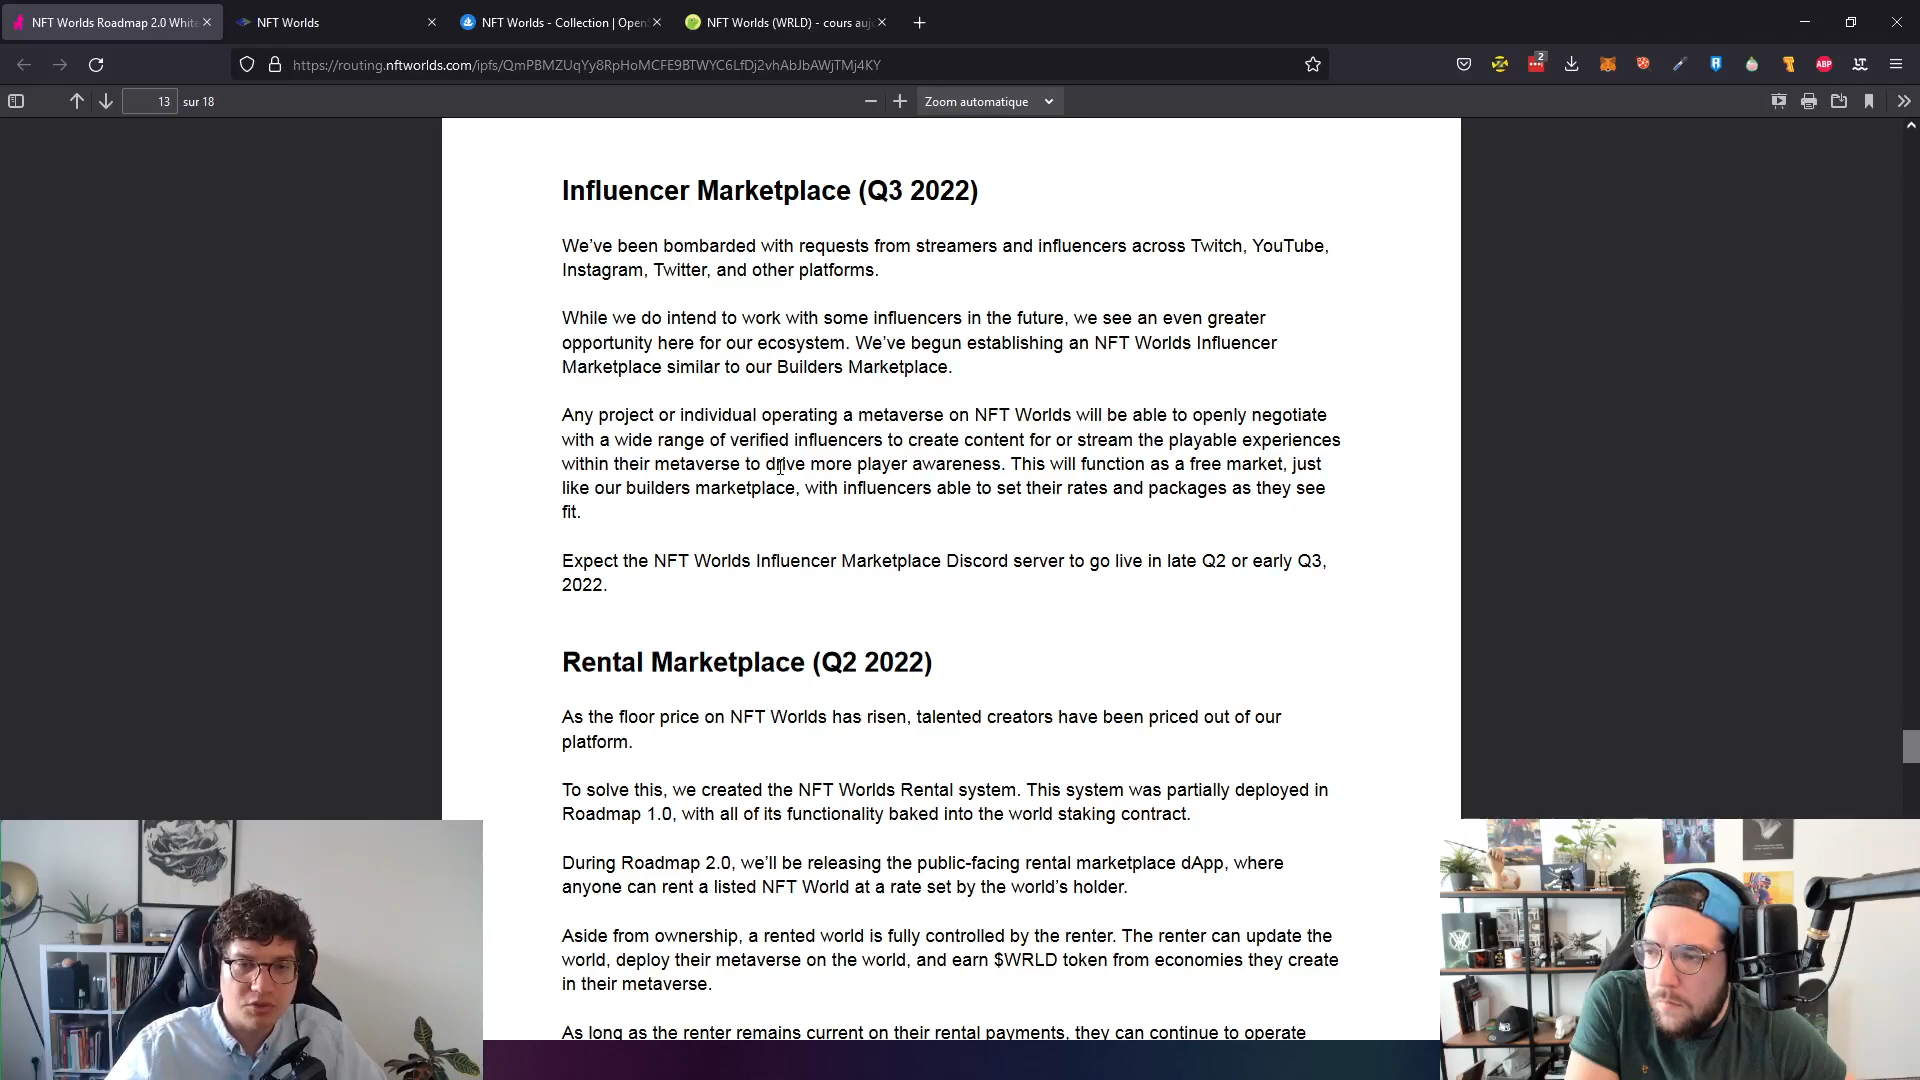 NFT Worlds Roadmap 2.0 White
NFT Worlds
NFT Worlds - Collection | Open
NFT Worlds (WRLD) - cours auj
https://routing.nftworlds.com/ipfs/QmPBMZUqYy8RpHoMCFE9BTWYC6LfDj2vhAbJbAWjTMj4KY
2
ABP
13 sur 18
Zoom automatique
Influencer Marketplace (Q3 2022)
We’ve been bombarded with requests from streamers and influencers across Twitch, YouTube,
Instagram, Twitter, and other platforms.
While we do intend to work with some influencers in the future, we see an even greater
opportunity here for our ecosystem. We’ve begun establishing an NFT Worlds Influencer
Marketplace similar to our Builders Marketplace.
Any project or individual operating a metaverse on NFT Worlds will be able to openly negotiate
with a wide range of verified influencers to create content for or stream the playable experiences
within their metaverse to drive more player awareness. This will function as a free market, just
like our builders marketplace, with influencers able to set their rates and packages as they see
fit.
Expect the NFT Worlds Influencer Marketplace Discord server to go live in late Q2 or early Q3,
2022.
Rental Marketplace (Q2 2022)
As the floor price on NFT Worlds has risen, talented creators have been priced out of our
platform.
To solve this, we created the NFT Worlds Rental system. This system was partially deployed in
Roadmap 1.0, with all of its functionality baked into the world staking contract.
During Roadmap 2.0, we’ll be releasing the public-facing rental marketplace dApp, where
anyone can rent a listed NFT World at a rate set by the world’s holder.
Aside from ownership, a rented world is fully controlled by the renter. The renter can update the
world, deploy their metaverse on the world, and earn $WRLD token from economies they create
in their metaverse.
As long as the renter remains current on their rental payments, they can continue to operate